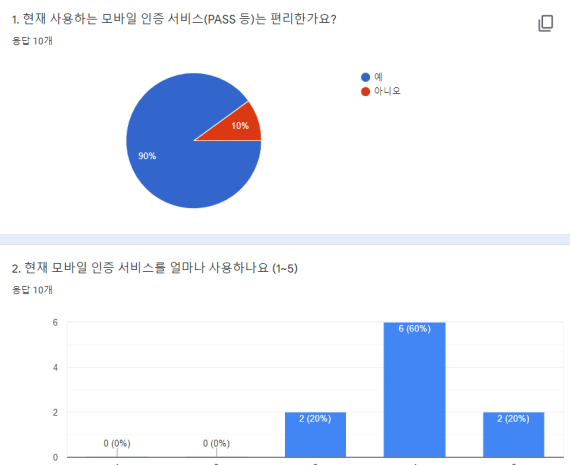 1. 현재 사용하는 모바일 인증 서비스(PASS 등)는 편리한가요?
응답 10개
예
아니오
10%
90%
2. 현재 모바일 인증 서비스를 얼마나 사용하나요 (1~5)
응답 10개
6
6 (60%)
4
2
2 (20%)
2 (20%)
0 (0%)
0 (0%)
0